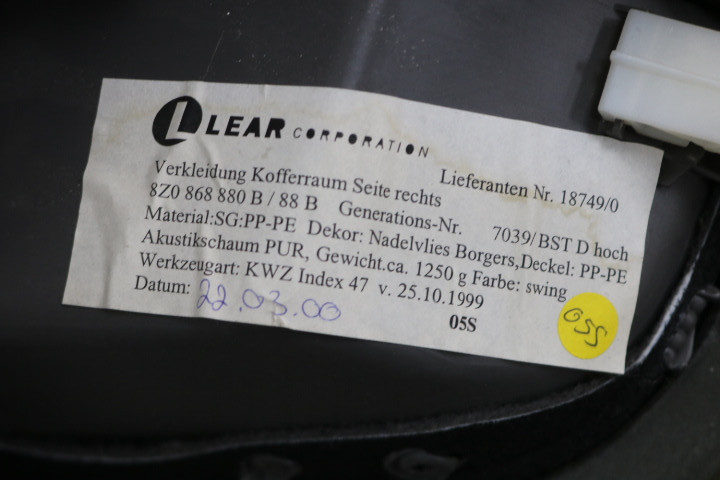 LLEAR CORPORATION
Lieferanten Nr. 18749/0
Verkleidung Kofferraum Seite rechts
8Z0 868 880 B / 88 B Generations-Nr. 7039/ BST D hoch
Material:SG:PP-PE Dekor: Nadelvlies Borgers,Deckel: PP-PE
Akustikschaum PUR, Gewicht.ca. 1250 g Farbe: swing
Werkzeugart: KWZ Index 47 v. 25.10.1999
Datum: 22.03.00
05S
05S